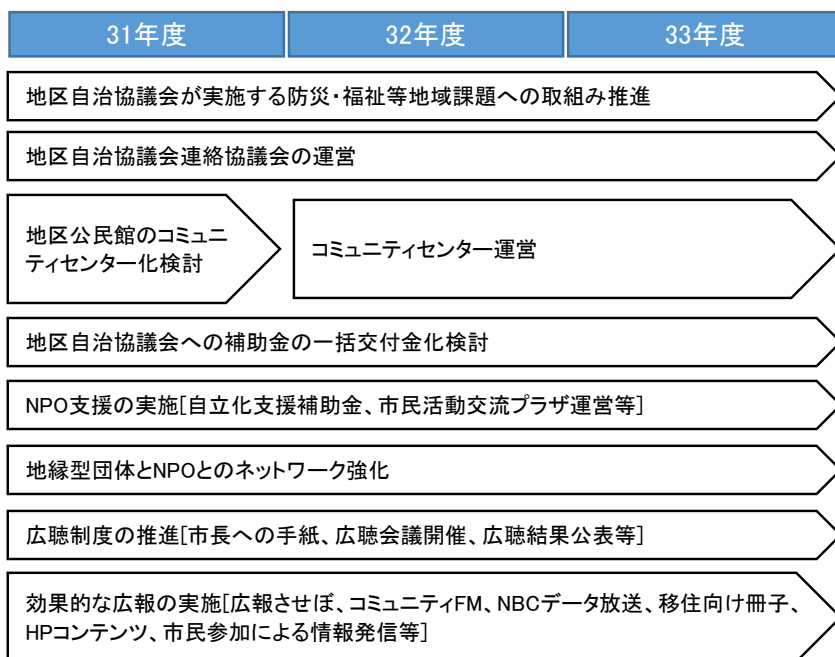 31年度 32年度 33年度
地区自治協議会が実施する防災・福祉等地域課題への取組み推進
地区自治協議会連絡協議会の運営
地区公民館のコミュニ
ティセンター化検討
コミュニティセンター運営
地区自治協議会への補助金の一括交付金化検討
NPO支援の実施[自立化支援補助金、市民活動交流プラザ運営等]
地縁型団体とNPOとのネットワーク強化
広聴制度の推進[市長への手紙、広聴会議開催、広聴結果公表等]
効果的な広報の実施[広報させぼ、コミュニティFM、NBCデータ放送、移住向け冊子、
HPコンテンツ、市民参加による情報発信等]